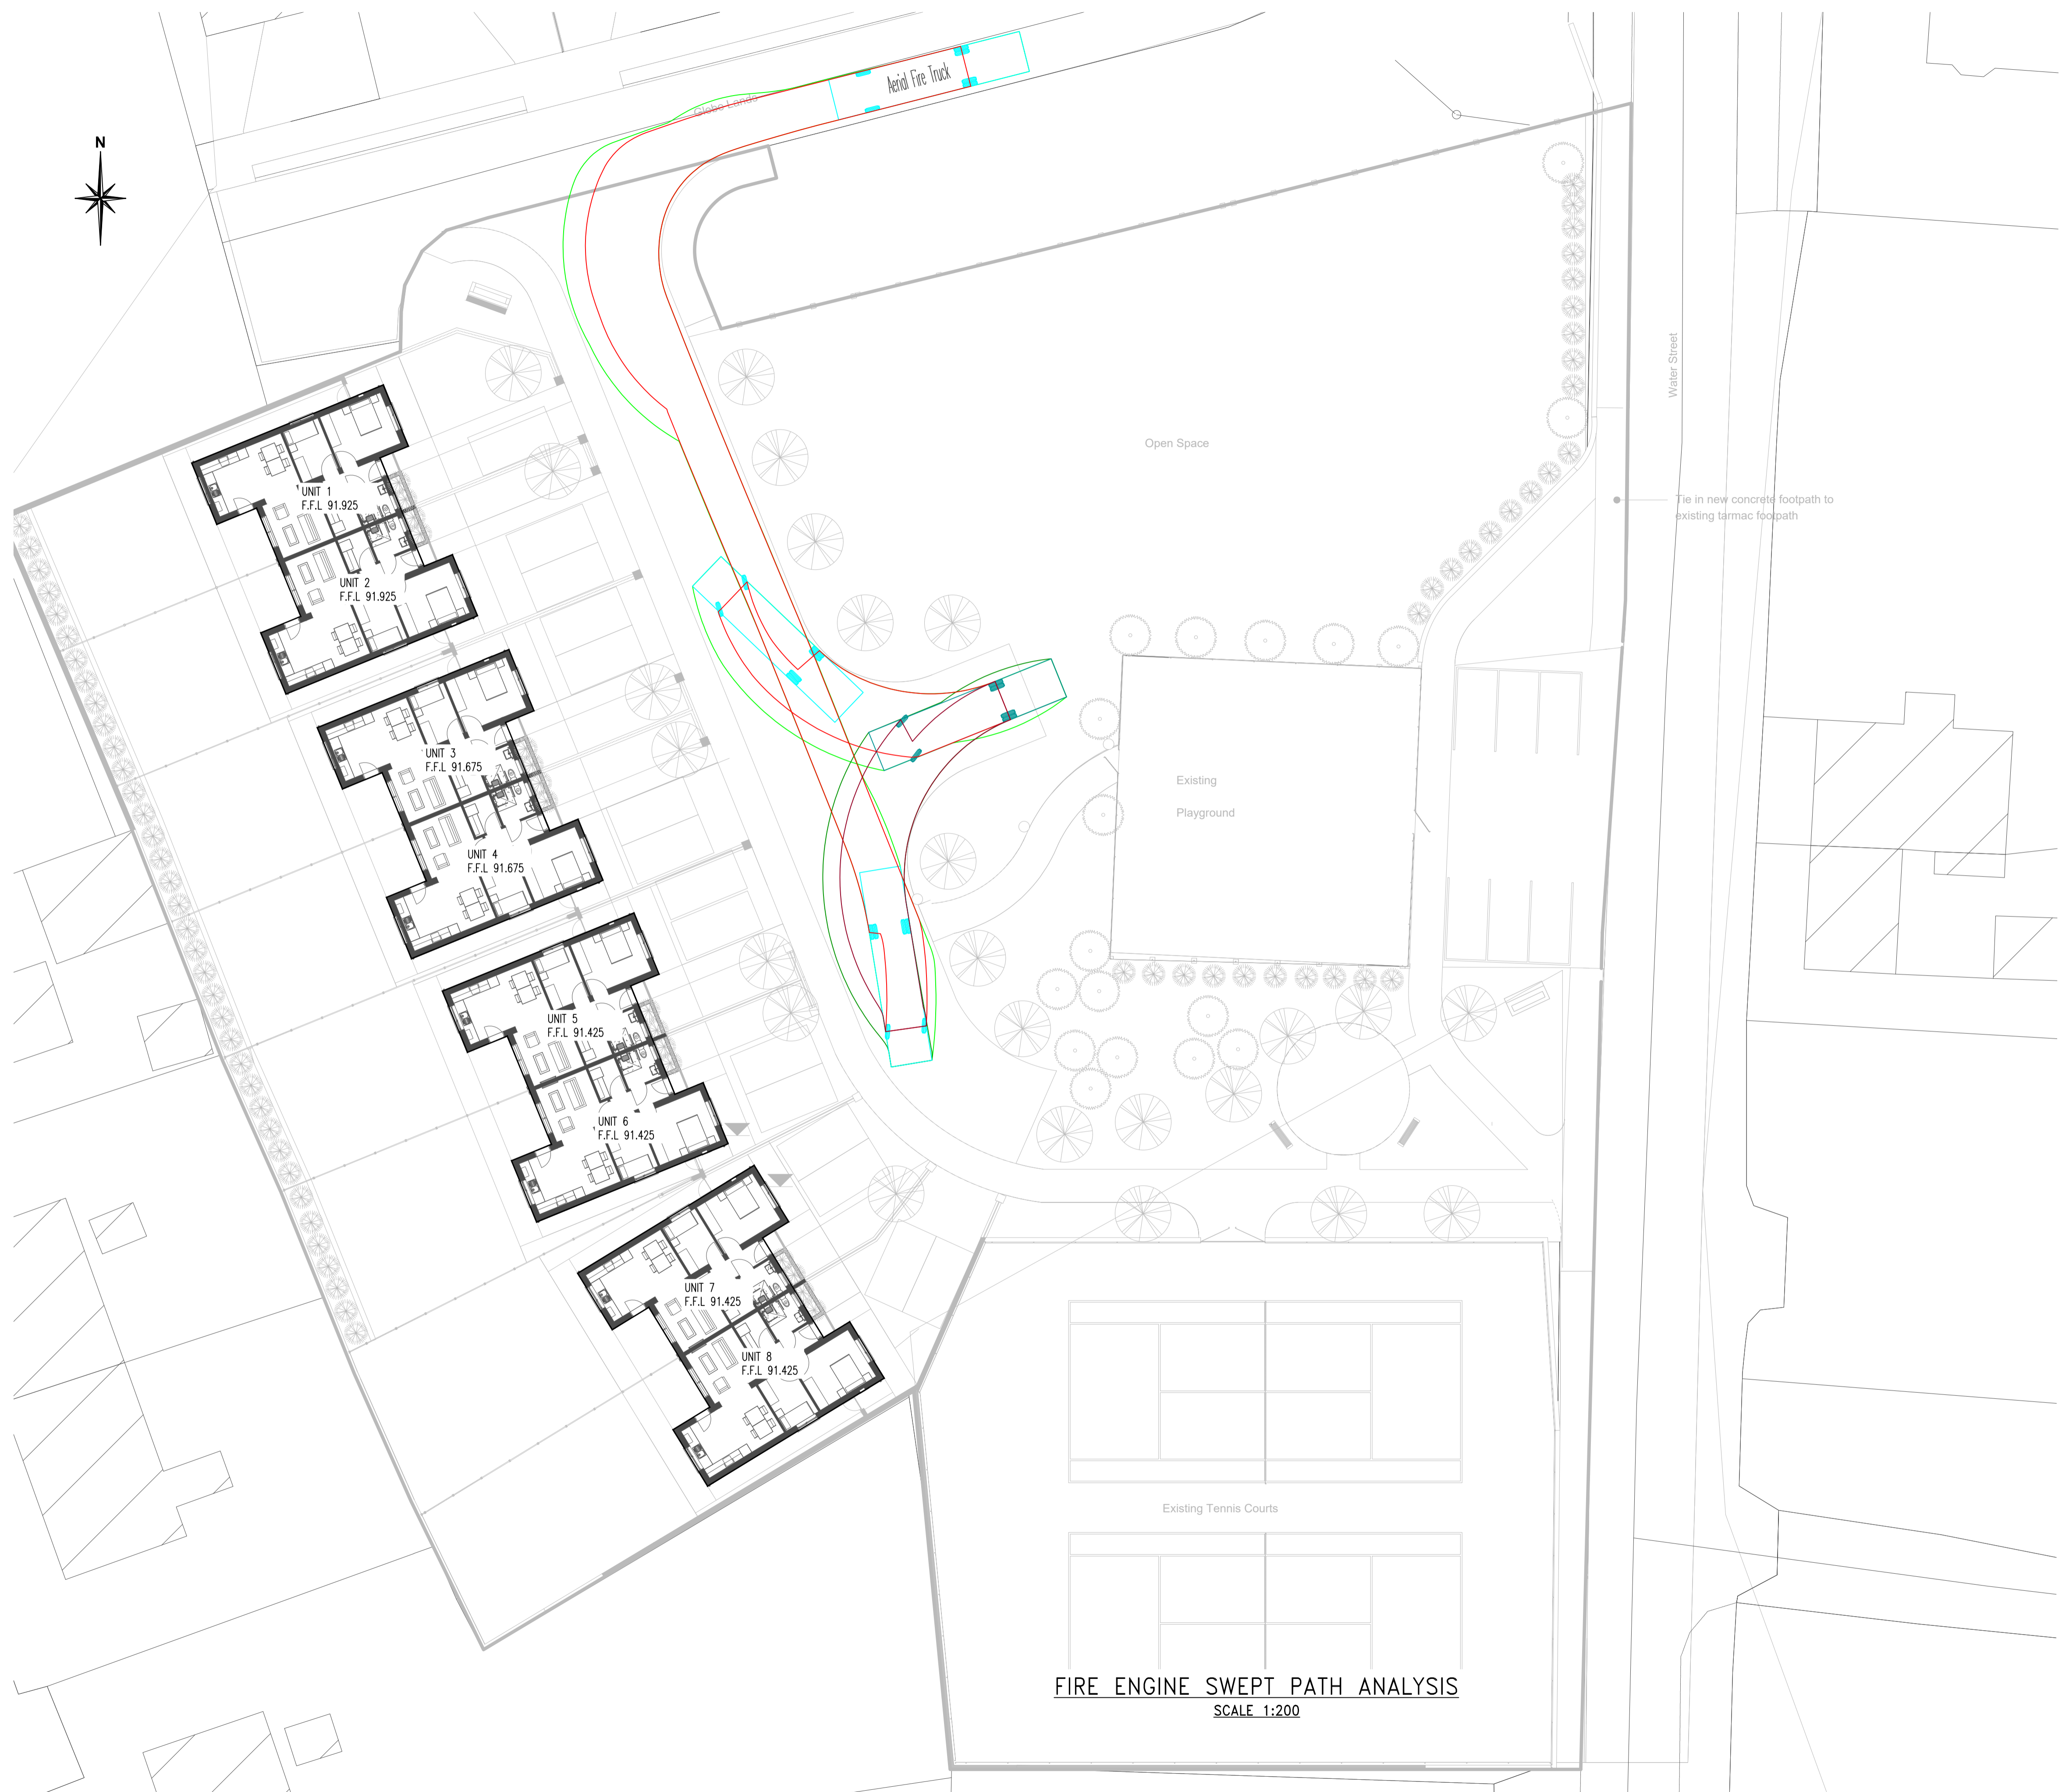 Aerial Fire Truck
Glebe Lands
N
Water Street
Open Space
Tie in new concrete footpath to
existing tarmac footpath
UNIT 1
F.F.L 91.925
UNIT 2
F.F.L 91.925
UNIT 3
F.F.L 91.675
Existing
Playground
UNIT 4
F.F.L 91.675
UNIT 5
F.F.L 91.425
UNIT 6
F.F.L 91.425
UNIT 7
F.F.L 91.425
UNIT 8
F.F.L 91.425
Existing Tennis Courts
FIRE ENGINE SWEPT PATH ANALYSIS
SCALE 1:200